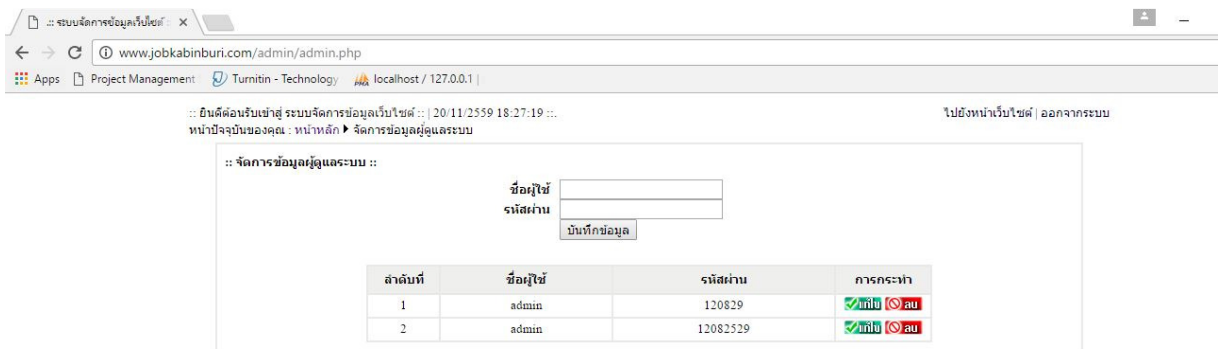 .:: ระบบจัดการข้อมูลเว็บไซต์ ::
www.jobkabinburi.com/admin/admin.php
Apps Project Management Turnitin - Technology localhost / 127.0.0.1 |
:: ยินดีต้อนรับเข้าสู่ ระบบจัดการข้อมูลเว็บไซต์ :: | 20/11/2559 18:27:19 ::.
ไปยังหน้าเว็บไซต์ | ออกจากระบบ
หน้าปัจจุบันของคุณ : หน้าหลัก ▶ จัดการข้อมูลผู้ดูแลระบบ
:: จัดการข้อมูลผู้ดูแลระบบ ::
ชื่อผู้ใช้
รหัสผ่าน
บันทึกข้อมูล
ลำดับที่ ชื่อผู้ใช้ รหัสผ่าน การกระทำ
1 admin 120829 แก้ไข ลบ
2 admin 12082529 แก้ไข ลบ